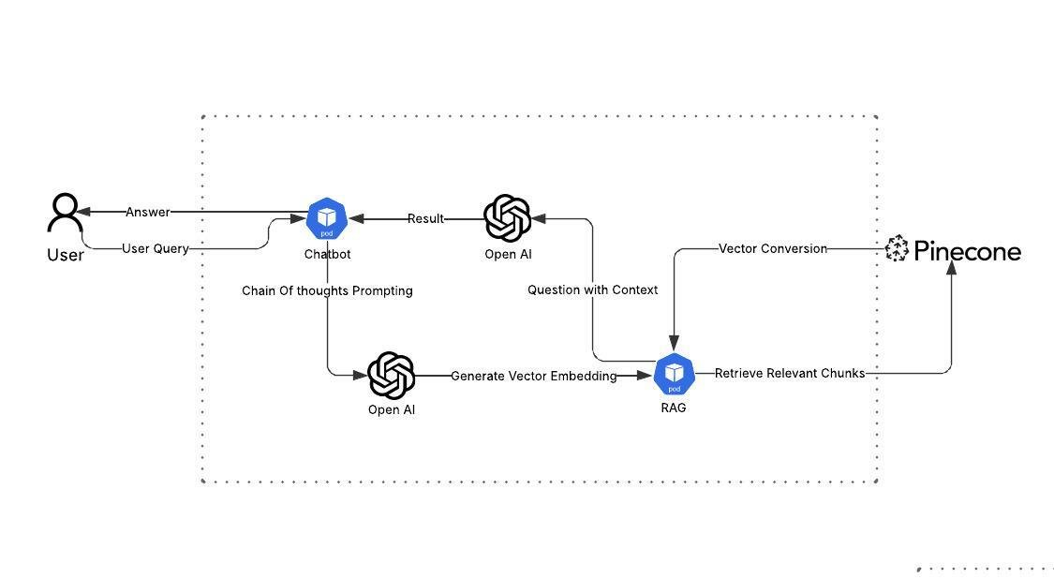 Answer
User Query
User
pod
Chatbot
Result
Open AI
Vector Conversion
Pinecone
Chain Of thoughts Prompting
Question with Context
Open AI
Generate Vector Embedding
pod
RAG
Retrieve Relevant Chunks